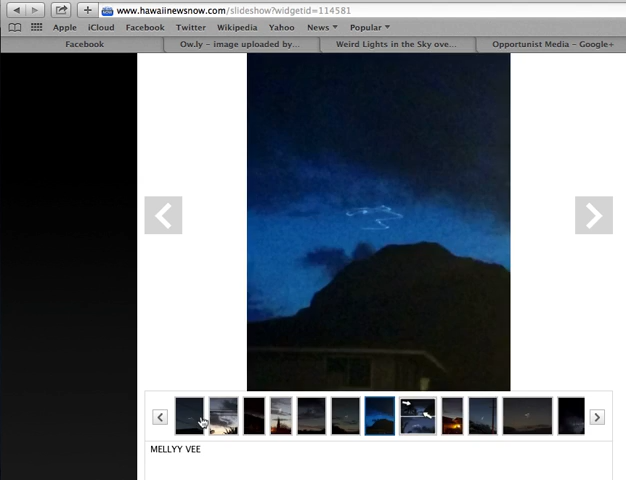 www.hawaiinewsnow.com/slideshow?widgetid=114581
Apple iCloud Facebook Twitter Wikipedia Yahoo News Popular
Facebook Ow.ly - image uploaded by... Weird Lights in the Sky ove... Opportunist Media - Google+
MELLYY VEE